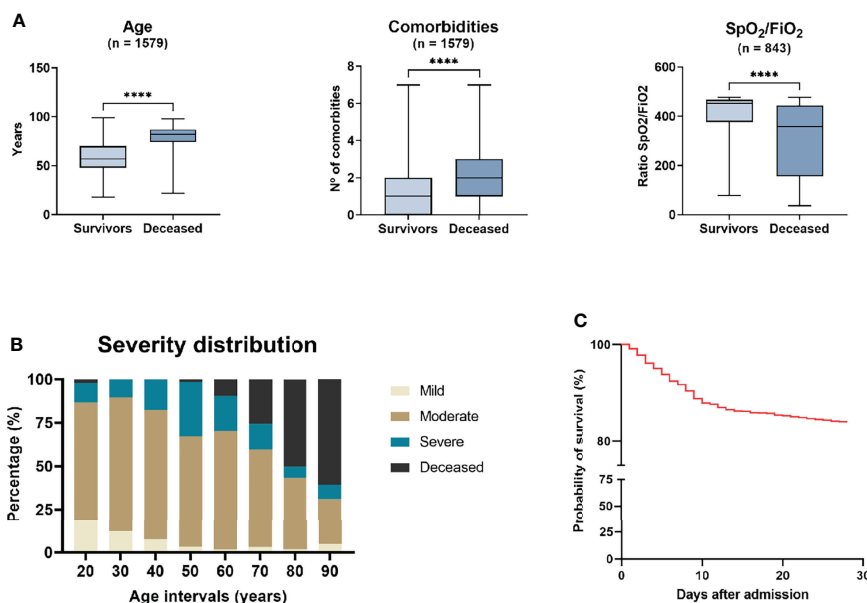 A
Age
(n = 1579)
150
100
50
0
Years
****
Survivors Deceased
Comorbidities
(n = 1579)
8
6
4
2
0
Nº of comorbities
****
Survivors Deceased
SpO₂/FiO₂
(n = 843)
600
400
200
0
Ratio SpO2/FiO2
****
Survivors Deceased
B
Severity distribution
100
75
50
25
0
Percentage (%)
20 30 40 50 60 70 80 90
Age intervals (years)
Mild
Moderate
Severe
Deceased
C
100
80
75
50
25
0
Probability of survival (%)
0 10 20 30
Days after admission